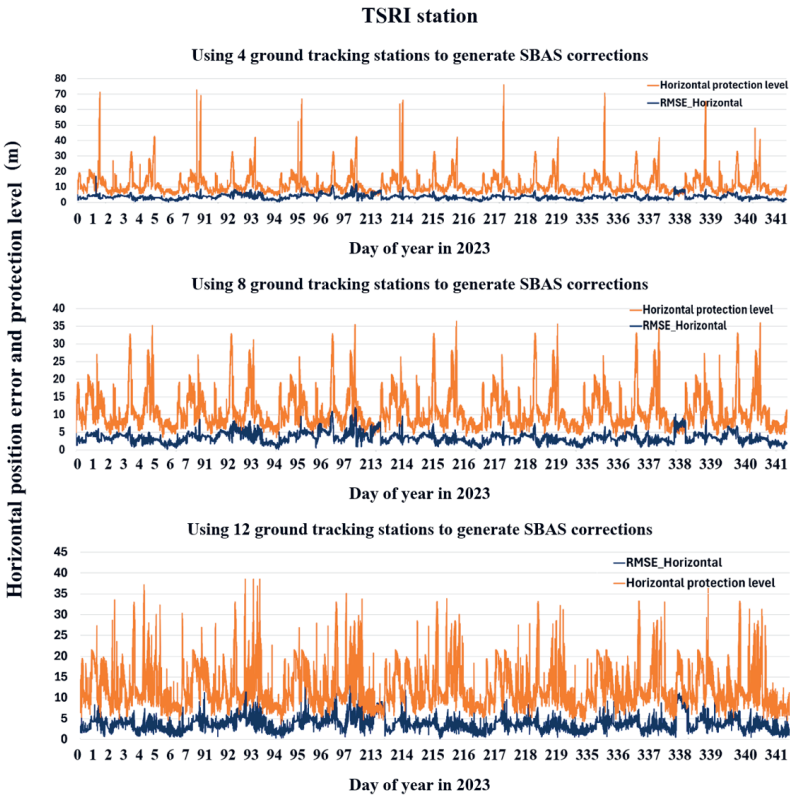 TSRI station
Horizontal position error and protection level (m)
Using 4 ground tracking stations to generate SBAS corrections
80
70
60
50
40
30
20
10
0
Horizontal protection level
RMSE_Horizontal
0 1 2 3 4 5 6 7 91 92 93 94 95 96 97 213 214 215 216 217 218 219 335 336 337 338 339 340 341
Day of year in 2023
Using 8 ground tracking stations to generate SBAS corrections
40
35
30
25
20
15
10
5
0
Horizontal protection level
RMSE_Horizontal
0 1 2 3 4 5 6 7 91 92 93 94 95 96 97 213 214 215 216 217 218 219 335 336 337 338 339 340 341
Day of year in 2023
Using 12 ground tracking stations to generate SBAS corrections
45
40
35
30
25
20
15
10
5
0
RMSE_Horizontal
Horizontal protection level
0 1 2 3 4 5 6 7 91 92 93 94 95 96 97 214 215 216 217 218 219 335 336 337 338 339 340 341
Day of year in 2023